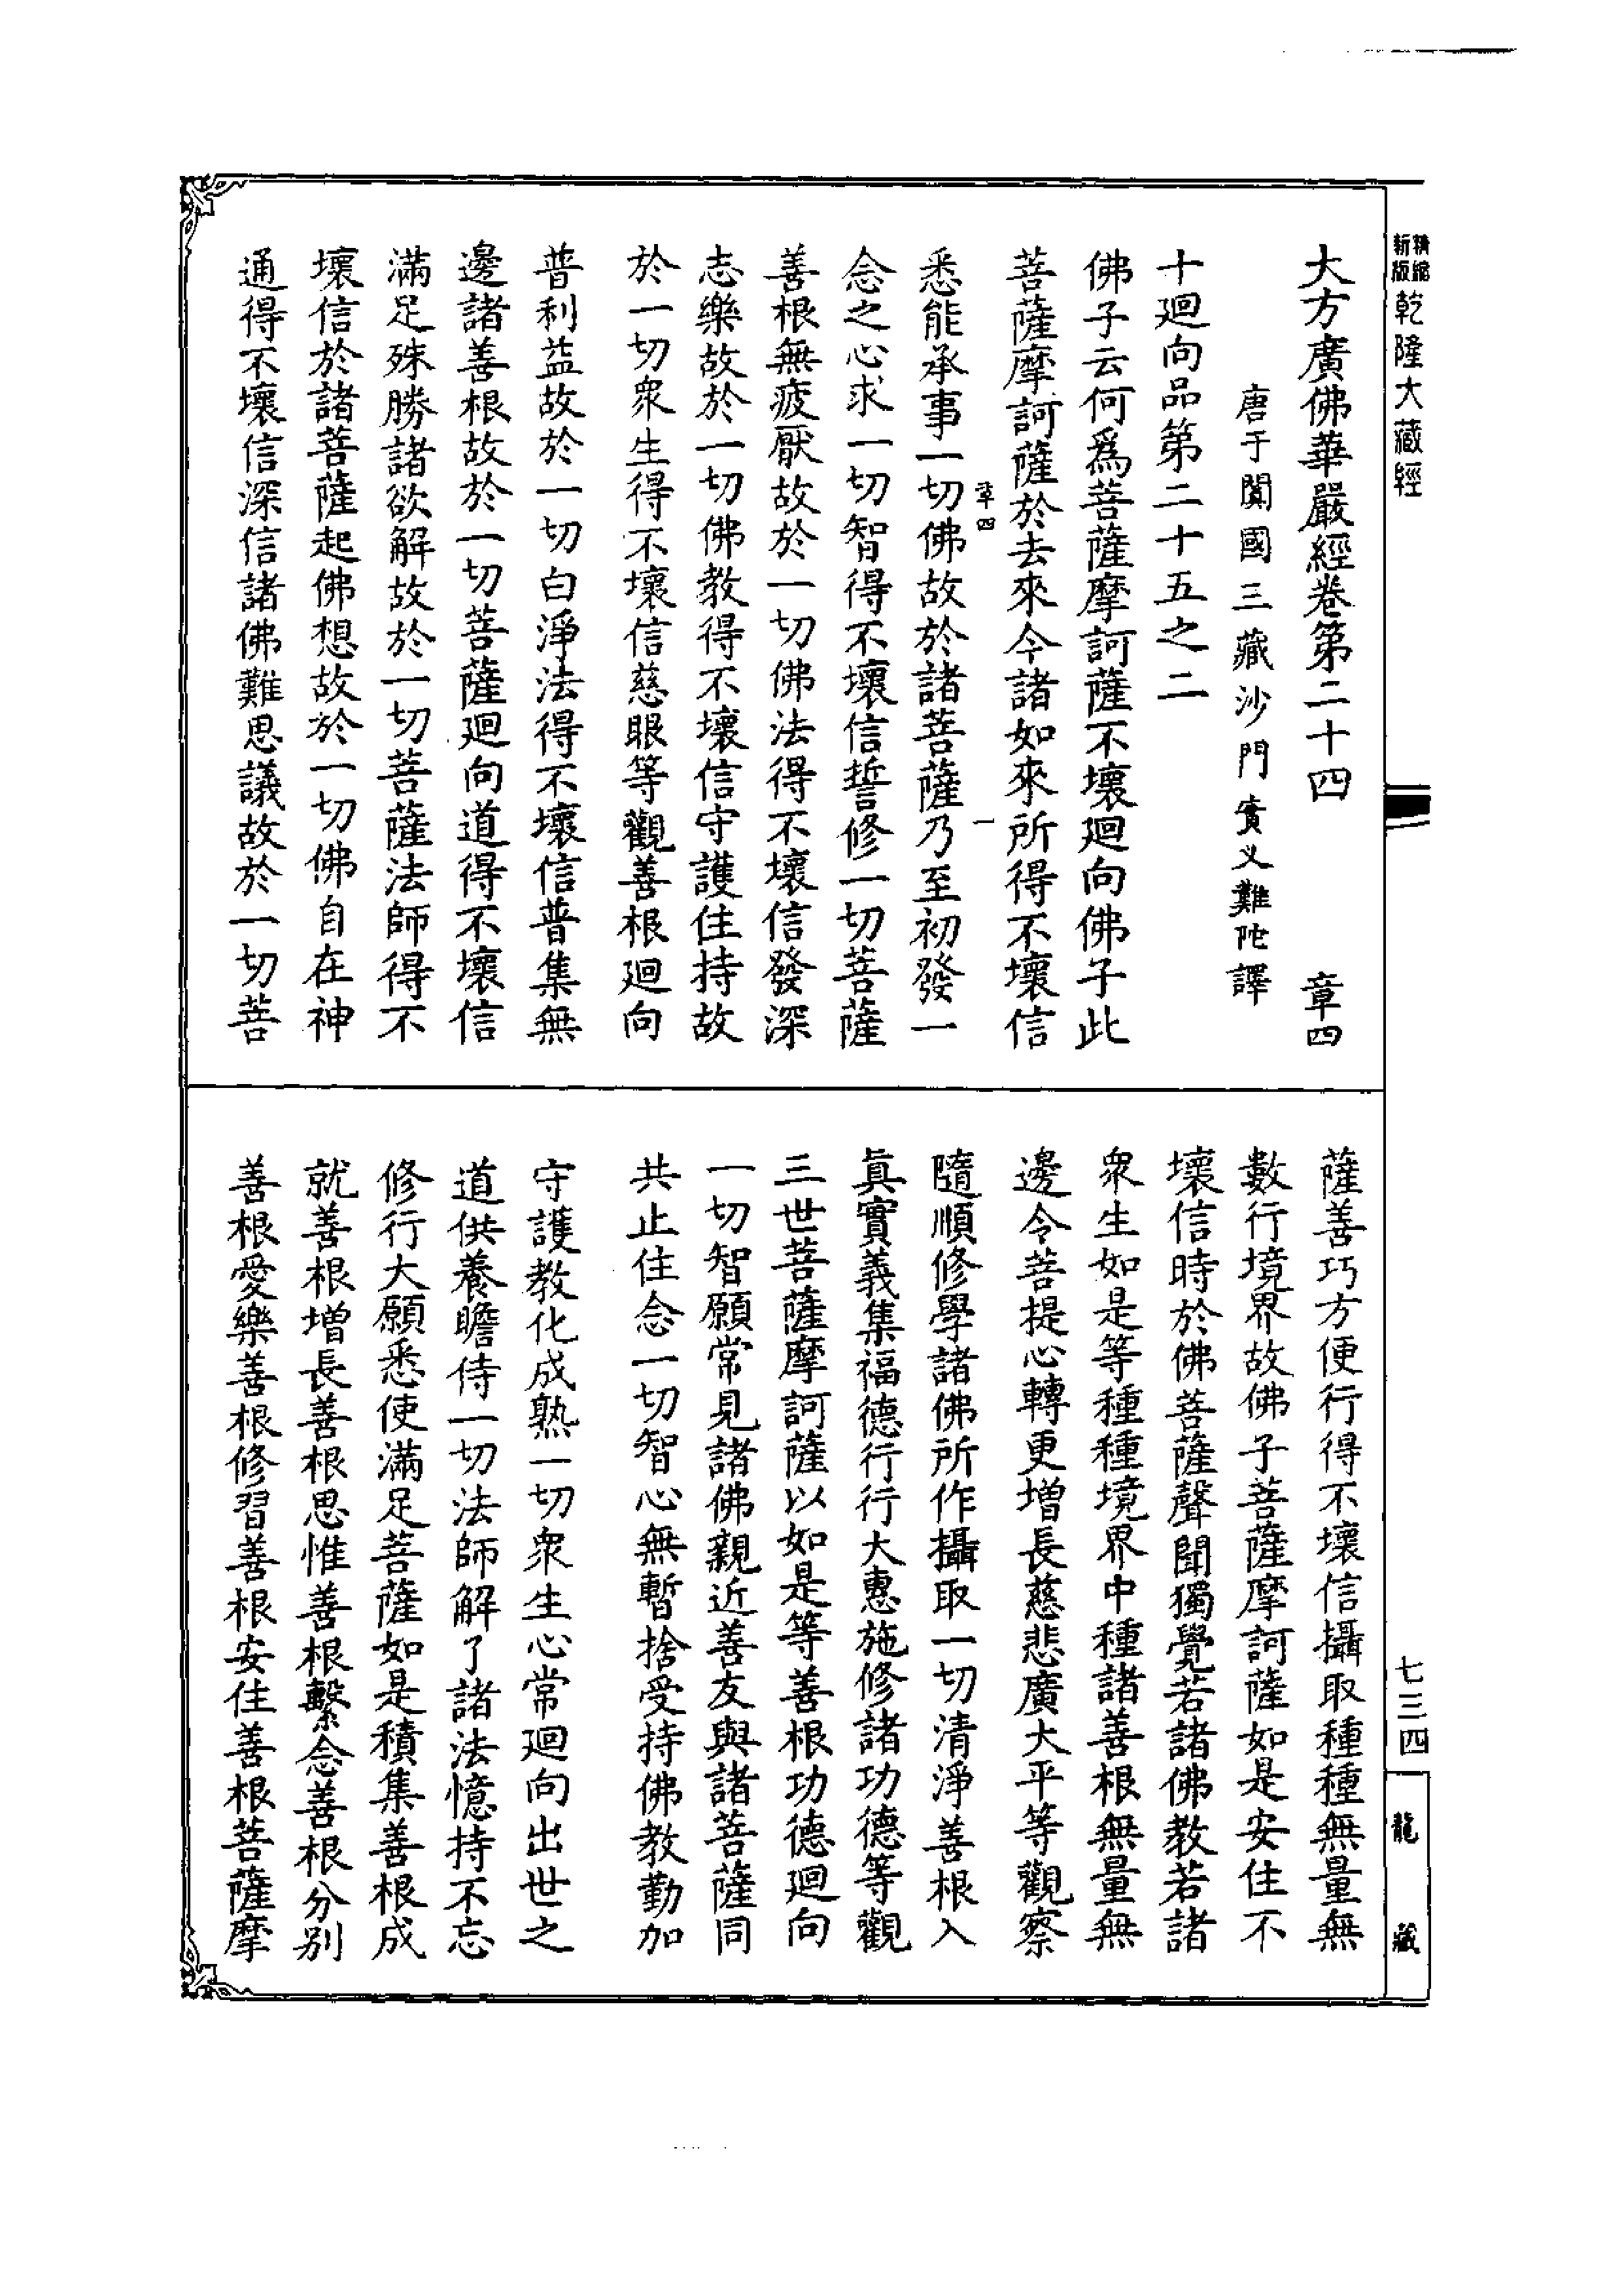 精縮新版
乾隆大藏經
大方廣佛華嚴經卷第二十四　章四
唐于闐國三藏沙門實叉難陀譯
十廻向品第二十五之二
佛子云何爲菩薩摩訶薩不壞廻向佛子此
菩薩摩訶薩於去來今諸如來所得不壞信
章四　一
悉能承事一切佛故於諸菩薩乃至初發一
念之心求一切智得不壞信誓修一切菩薩
善根無疲厭故於一切佛法得不壞信發深
志樂故於一切佛教得不壞信守護住持故
於一切衆生得不壞信慈眼等觀善根廻向
普利益故於一切白淨法得不壞信普集無
邊諸善根故於一切菩薩廻向道得不壞信
滿足殊勝諸欲解故於一切菩薩法師得不
壞信於諸菩薩起佛想故於一切佛自在神
通得不壞信深信諸佛難思議故於一切菩
薩善巧方便行得不壞信攝取種種無量無
數行境界故佛子菩薩摩訶薩如是安住不
壞信時於佛菩薩聲聞獨覺若諸佛教若諸
衆生如是等種種境界中種諸善根無量無
邊令菩提心轉更增長慈悲廣大平等觀察
隨順修學諸佛所作攝取一切清淨善根入
眞實義集福德行行大惠施修諸功德等觀
三世菩薩摩訶薩以如是等善根功德廻向
一切智願常見諸佛親近善友與諸菩薩同
共止住念一切智心無暫捨受持佛教勤加
守護教化成熟一切衆生心常廻向出世之
道供養瞻侍一切法師解了諸法憶持不忘
修行大願悉使滿足菩薩如是積集善根成
就善根增長善根思惟善根繫念善根分別
善根愛樂善根修習善根安住善根菩薩摩
七三四
龍藏